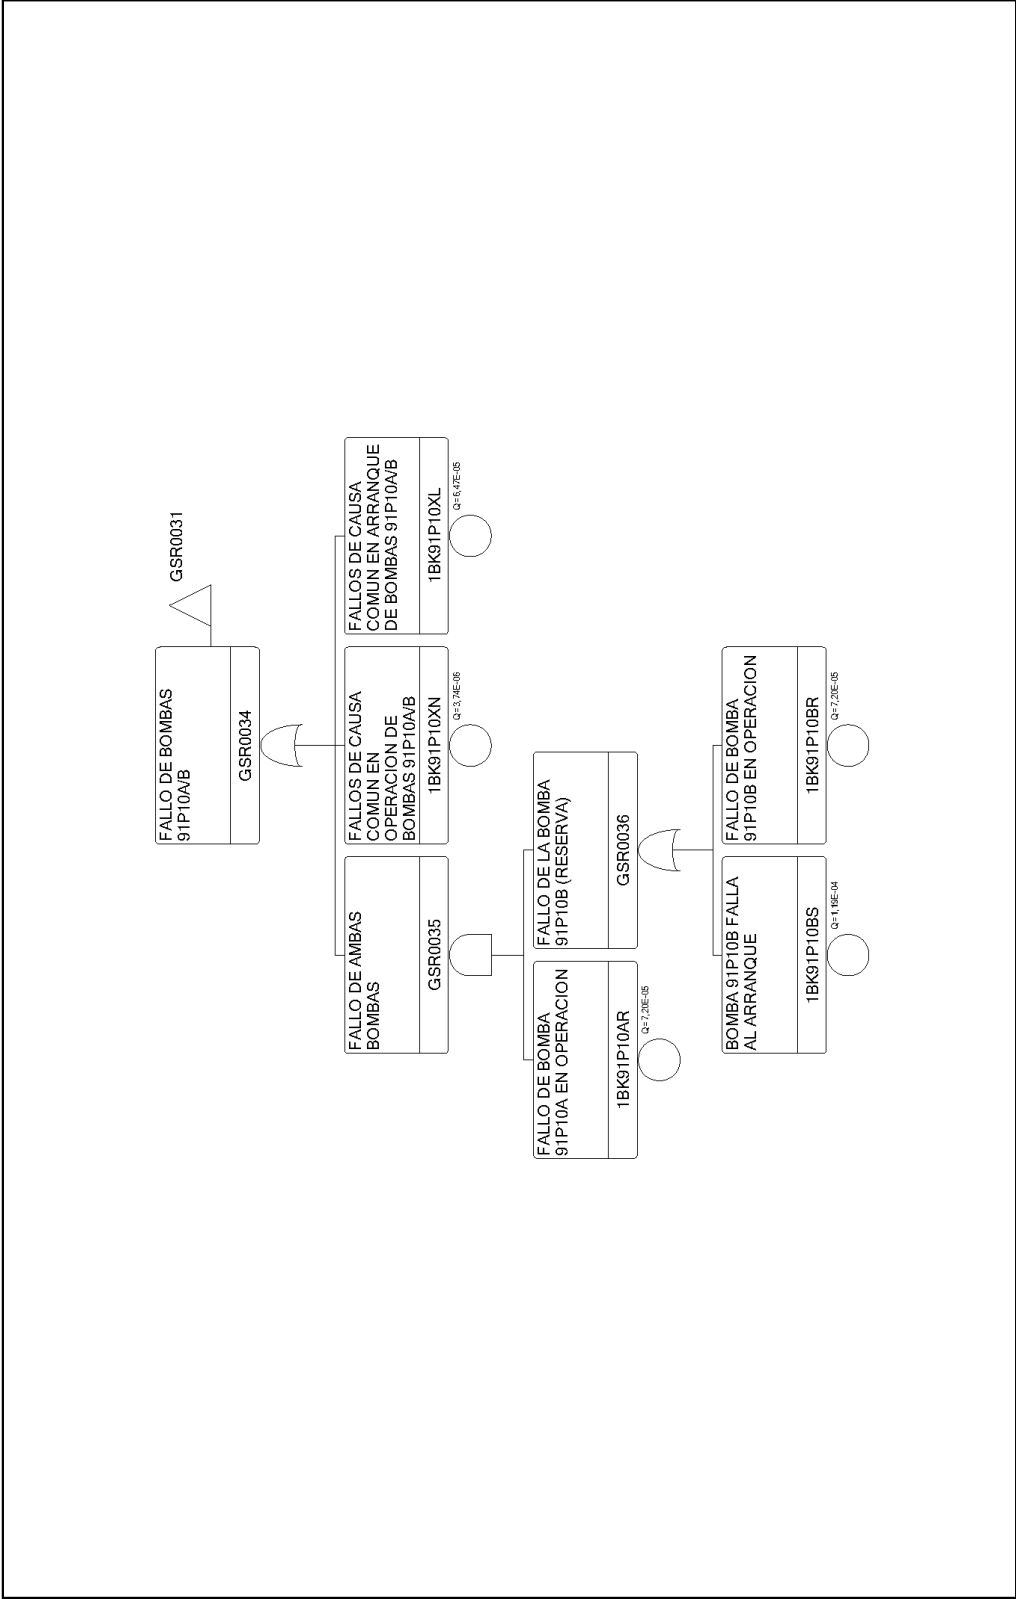 FALLO DE BOMBAS
91P10A/B
GSR0034
GSR0031
FALLO DE AMBAS
BOMBAS
GSR0035
FALLOS DE CAUSA
COMUN EN
OPERACION DE
BOMBAS 91P10A/B
1BK91P10XN
Q=3,74E-06
FALLOS DE CAUSA
COMUN EN ARRANQUE
DE BOMBAS 91P10A/B
1BK91P10XL
Q=6,47E-05
FALLO DE BOMBA
91P10A EN OPERACION
1BK91P10AR
Q=7,20E-05
FALLO DE LA BOMBA
91P10B (RESERVA)
GSR0036
BOMBA 91P10B FALLA
AL ARRANQUE
1BK91P10BS
Q=1,19E-04
FALLO DE BOMBA
91P10B EN OPERACION
1BK91P10BR
Q=7,20E-05